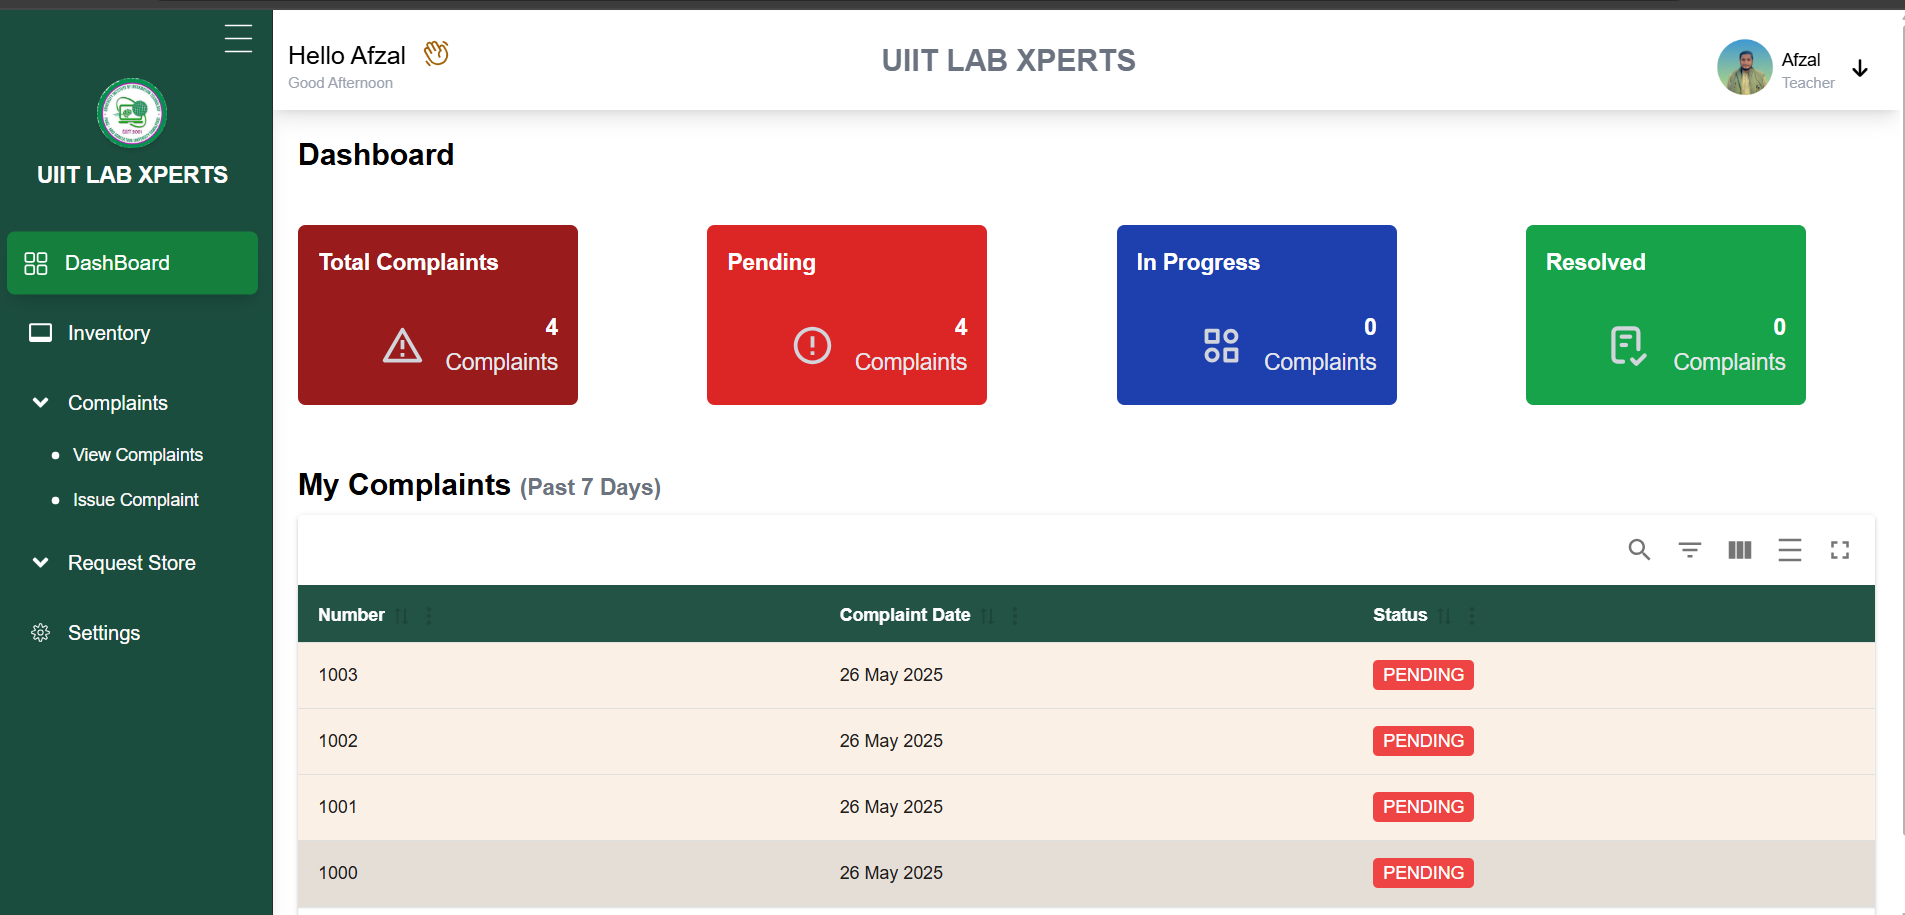 Hello Afzal
Good Afternoon
UIIT LAB XPERTS
Afzal
Teacher
UIIT LAB XPERTS
DashBoard
Inventory
Complaints
View Complaints
Issue Complaint
Request Store
Settings
Dashboard
Total Complaints
4
Complaints
Pending
4
Complaints
In Progress
0
Complaints
Resolved
0
Complaints
My Complaints (Past 7 Days)
Number Complaint Date Status
1003 26 May 2025 PENDING
1002 26 May 2025 PENDING
1001 26 May 2025 PENDING
1000 26 May 2025 PENDING